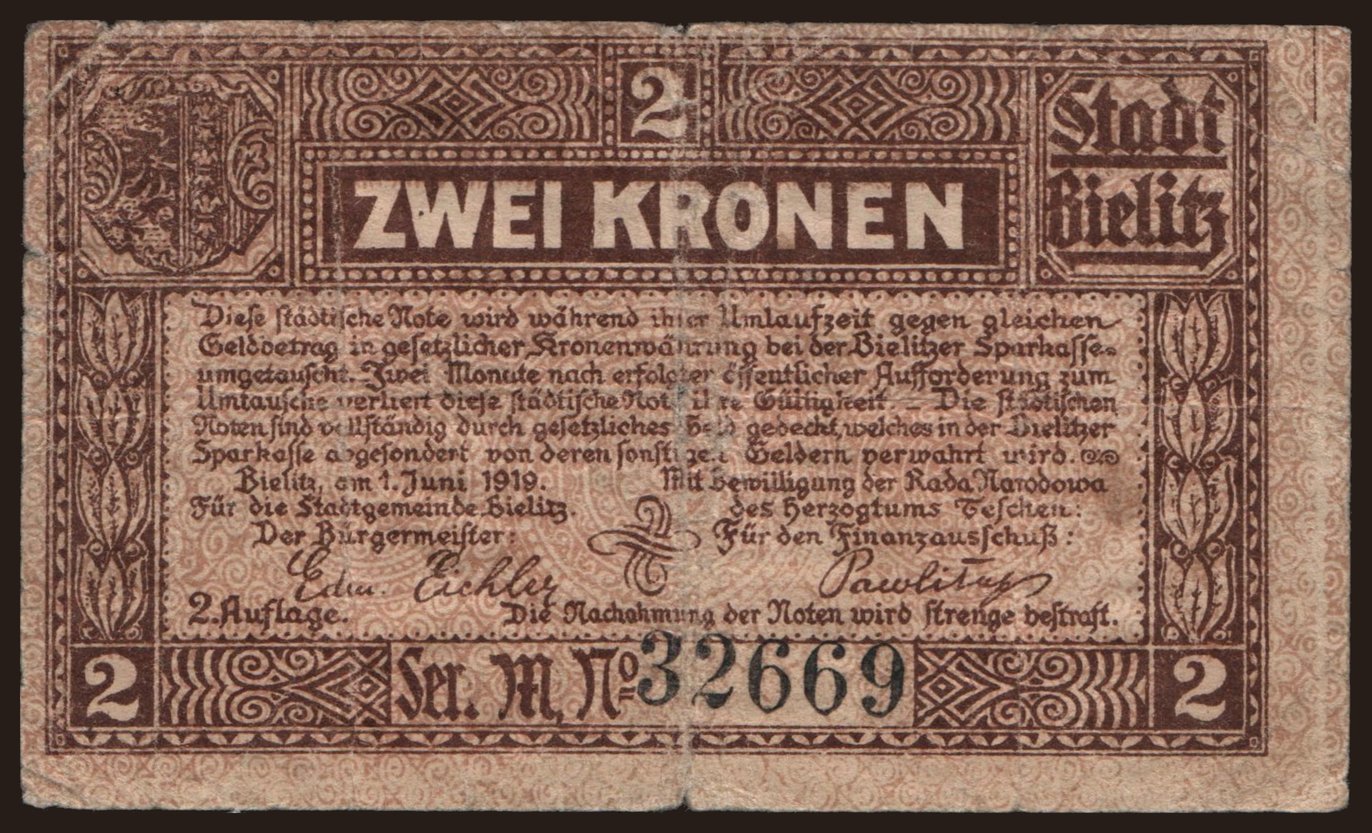 2
Stadt
Bielitz
ZWEI KRONEN
Diese städtische Note wird während ihrer Umlaufzeit gegen gleichen
Geldbetrag in gesetzlicher Kronenwährung bei der Bielitzer Sparkasse
umgetauscht. Zwei Monate nach erfolgter öffentlicher Aufforderung zum
Umtausche verliert diese städtische Note ihre Gültigkeit. – Die städtischen
Noten sind vollständig durch gesetzliches Geld gedeckt, welches in der Bielitzer
Sparkasse abgesondert von deren sonstigen Geldern verwahrt wird.
Bielitz, am 1. Juni 1919. Mit Bewilligung der Rada Narodowa
Für die Stadtgemeinde Bielitz. des Herzogtums Teschen:
Der Bürgermeister: Für den Finanzausschuß:
Edm. Eichler
2. Auflage. Die Nachahmung der Noten wird strenge bestraft.
2 Ser. M, No 32669 2